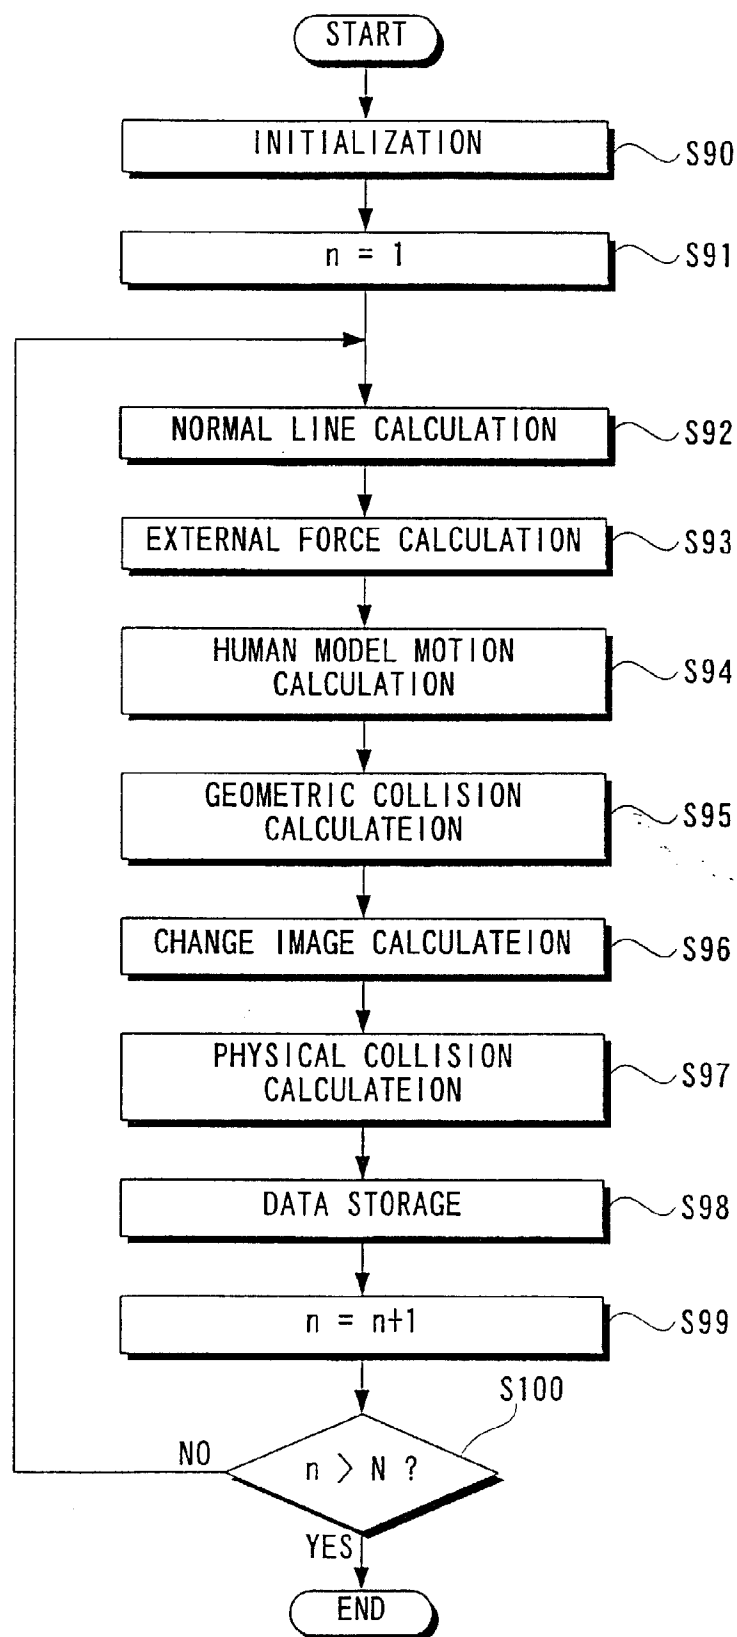 START
INITIALIZATION
S90
n = 1
S91
NORMAL LINE CALCULATION
S92
EXTERNAL FORCE CALCULATION
S93
HUMAN MODEL MOTION
CALCULATION
S94
GEOMETRIC COLLISION
CALCULATEION
S95
CHANGE IMAGE CALCULATEION
S96
PHYSICAL COLLISION
CALCULATEION
S97
DATA STORAGE
S98
n = n+1
S99
S100
NO
n > N ?
YES
END